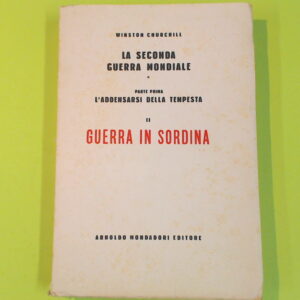 WINSTON CHURCHILL
LA SECONDA
GUERRA MONDIALE
PARTE PRIMA
L'ADDENSARSI DELLA TEMPESTA
II
GUERRA IN SORDINA
ARNOLDO MONDADORI EDITORE